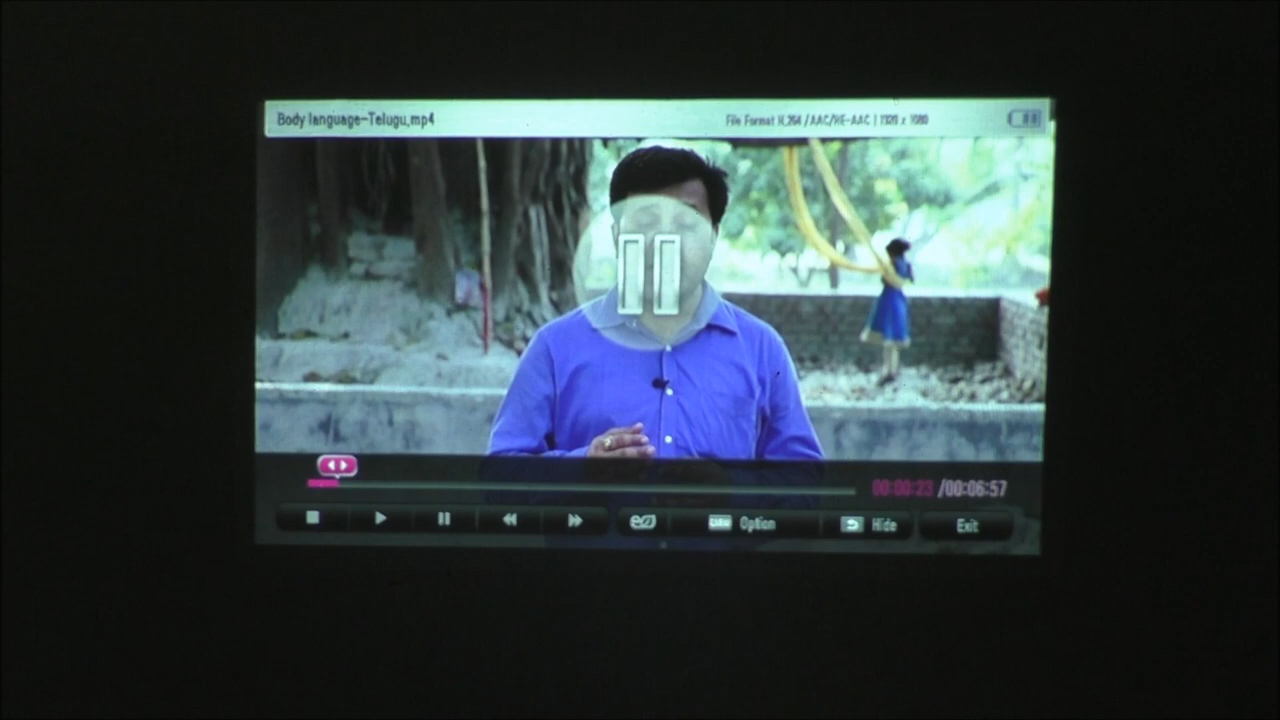 Body language-Telugu.mp4
File Format H.264 /AAC/HE-AAC | 1920 x 1080
00:00:23 /00:06:57
Option
Hide
Exit